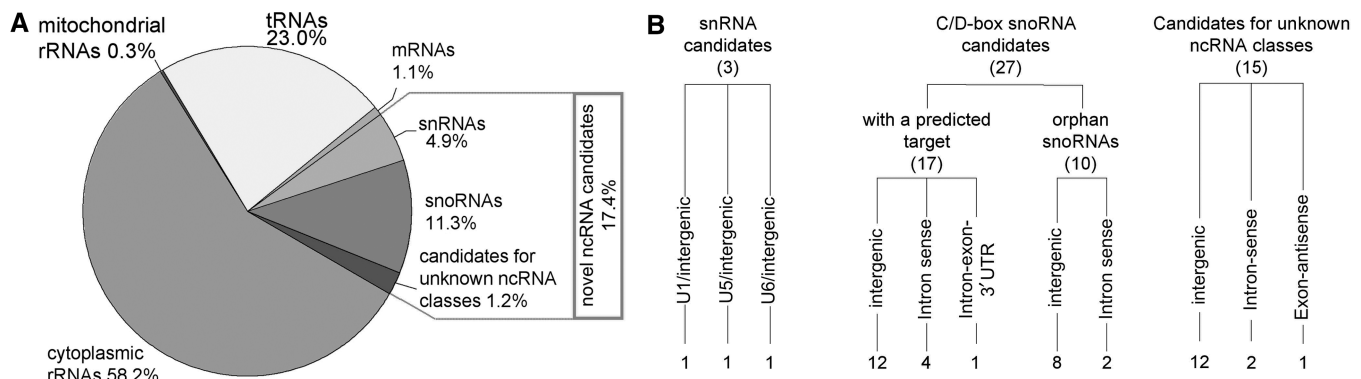 A
mitochondrial
rRNAs 0.3%
tRNAs
23.0%
mRNAs
1.1%
snRNAs
4.9%
snoRNAs
11.3%
candidates for
unknown ncRNA
classes 1.2%
novel ncRNA candidates
17.4%
cytoplasmic
rRNAs 58.2%
B
snRNA
candidates
(3)
U1/intergenic
U5/intergenic
U6/intergenic
1
1
1
C/D-box snoRNA
candidates
(27)
with a predicted
target
(17)
orphan
snoRNAs
(10)
intergenic
Intron sense
Intron-exon-
3′ UTR
intergenic
Intron sense
12
4
1
8
2
Candidates for unknown
ncRNA classes
(15)
intergenic
Intron-sense
Exon-antisense
12
2
1